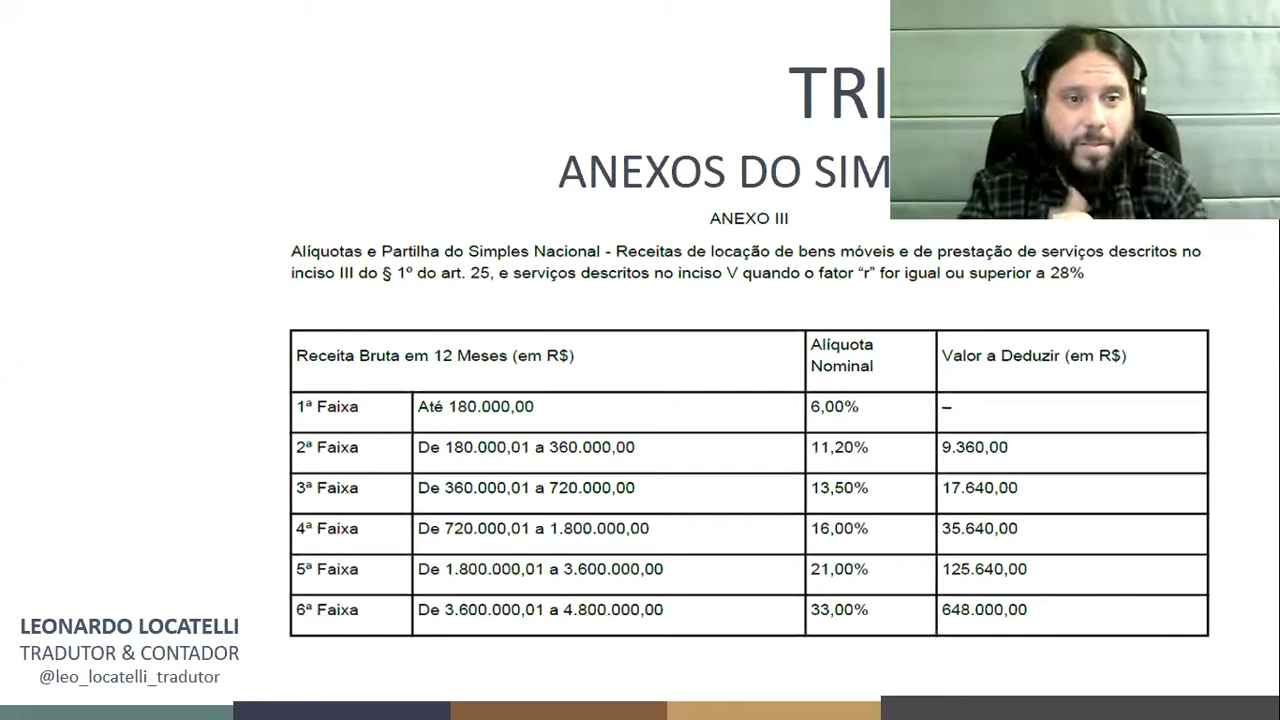 TRI
ANEXOS DO SIM
ANEXO III
Alíquotas e Partilha do Simples Nacional - Receitas de locação de bens móveis e de prestação de serviços descritos no
inciso III do § 1º do art. 25, e serviços descritos no inciso V quando o fator “r” for igual ou superior a 28%
Receita Bruta em 12 Meses (em R$) Alíquota Nominal Valor a Deduzir (em R$)
1ª Faixa Até 180.000,00 6,00% –
2ª Faixa De 180.000,01 a 360.000,00 11,20% 9.360,00
3ª Faixa De 360.000,01 a 720.000,00 13,50% 17.640,00
4ª Faixa De 720.000,01 a 1.800.000,00 16,00% 35.640,00
5ª Faixa De 1.800.000,01 a 3.600.000,00 21,00% 125.640,00
6ª Faixa De 3.600.000,01 a 4.800.000,00 33,00% 648.000,00
LEONARDO LOCATELLI
TRADUTOR & CONTADOR
@leo_locatelli_tradutor